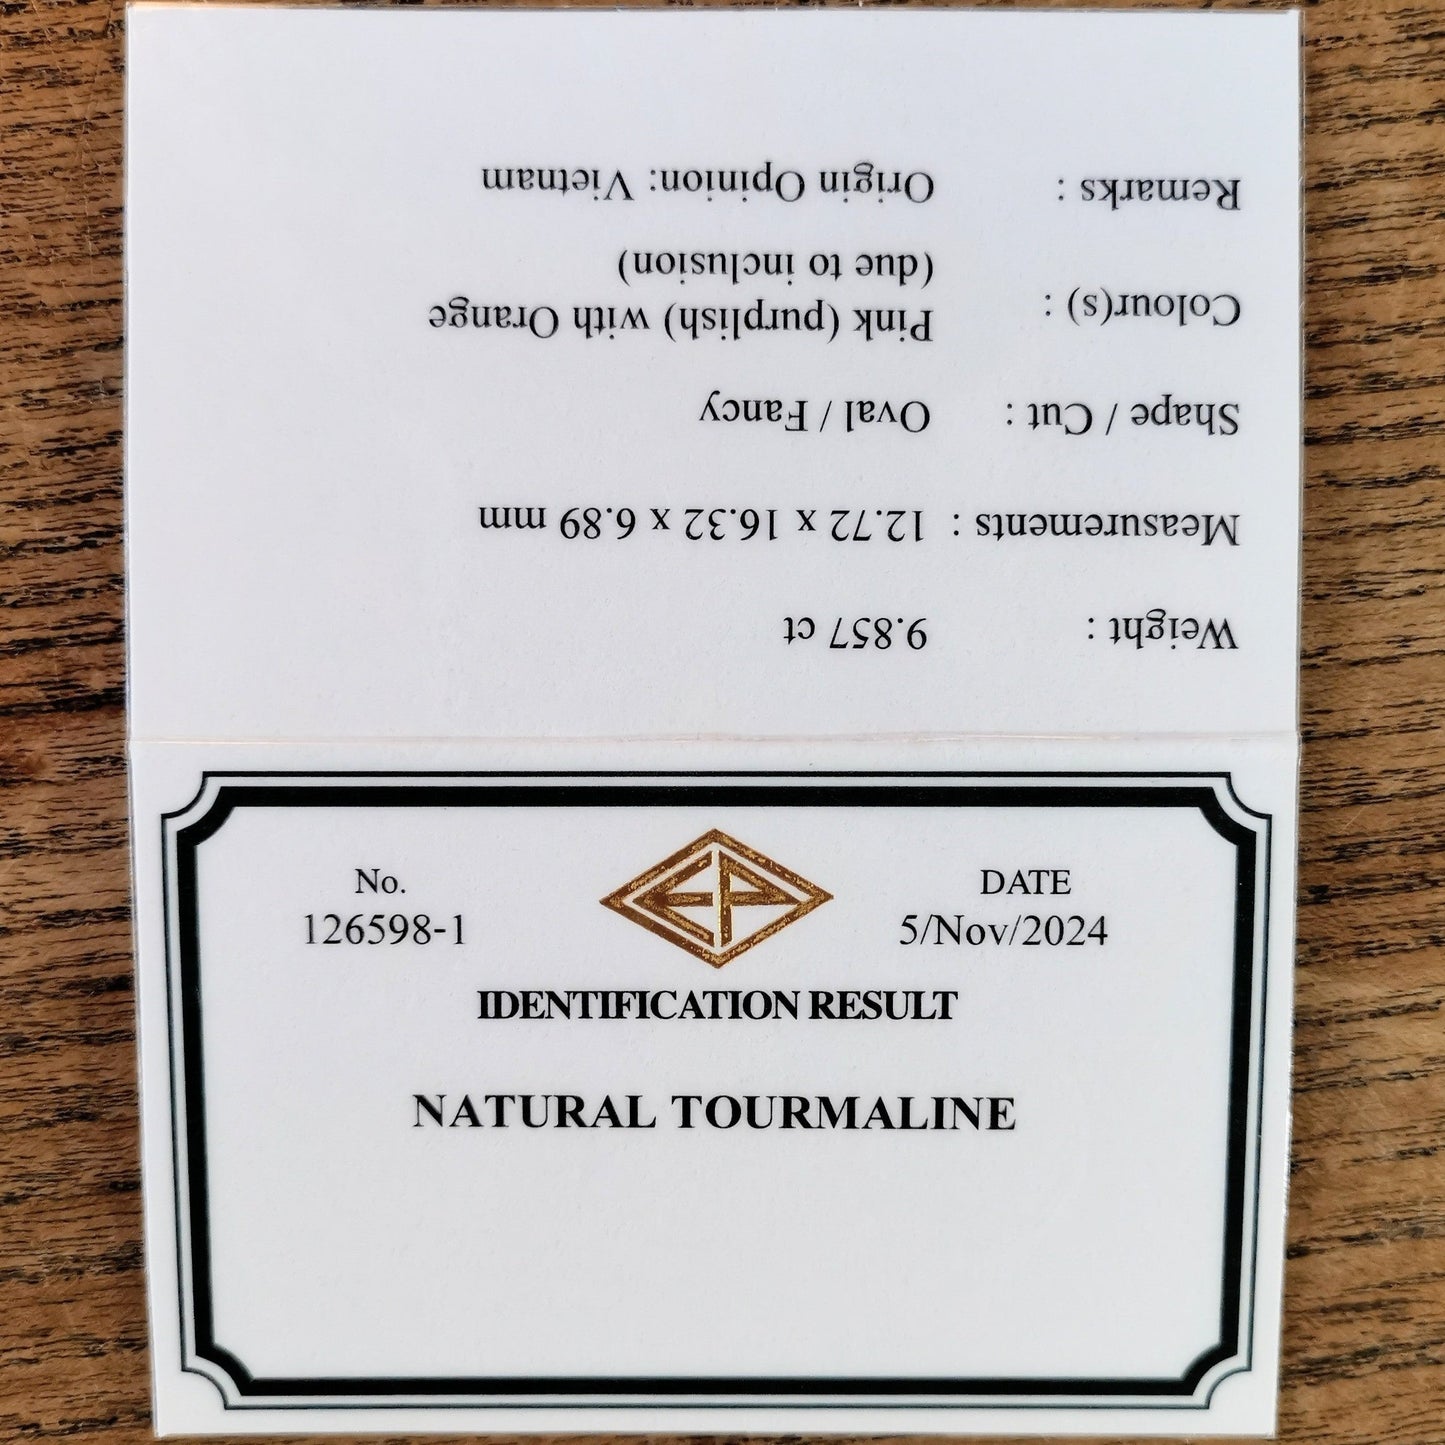 Weight : 9.857 ct
Measurements : 12.72 x 16.32 x 6.89 mm
Shape / Cut : Oval / Fancy
Colour(s) : Pink (purplish) with Orange
(due to inclusion)
Remarks : Origin Opinion: Vietnam
No.
126598-1
EP
DATE
5/Nov/2024
IDENTIFICATION RESULT
NATURAL TOURMALINE